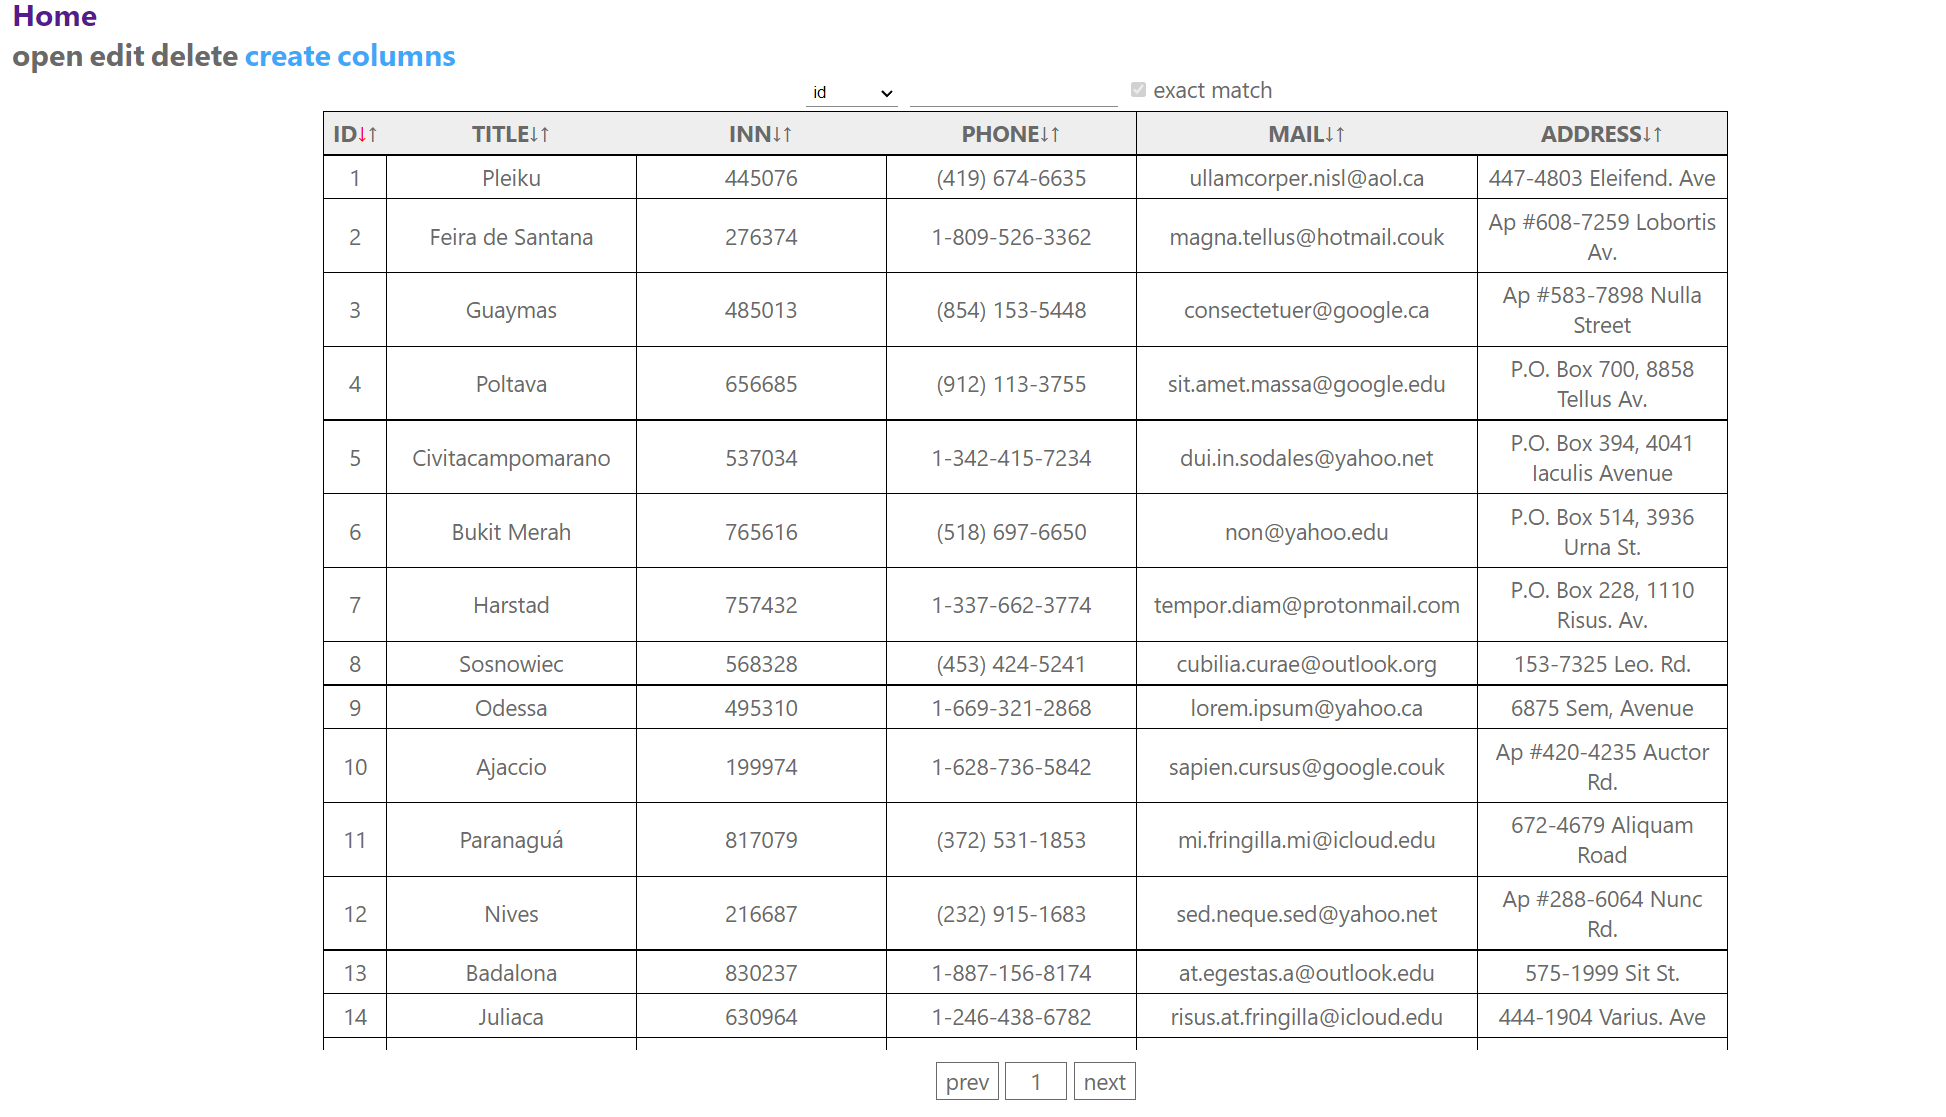 Home
open edit delete create columns
id exact match
ID↓↑ TITLE↓↑ INN↓↑ PHONE↓↑ MAIL↓↑ ADDRESS↓↑
1 Pleiku 445076 (419) 674-6635 ullamcorper.nisl@aol.ca 447-4803 Eleifend. Ave
2 Feira de Santana 276374 1-809-526-3362 magna.tellus@hotmail.couk Ap #608-7259 Lobortis
Av.
3 Guaymas 485013 (854) 153-5448 consectetuer@google.ca Ap #583-7898 Nulla
Street
4 Poltava 656685 (912) 113-3755 sit.amet.massa@google.edu P.O. Box 700, 8858
Tellus Av.
5 Civitacampomarano 537034 1-342-415-7234 dui.in.sodales@yahoo.net P.O. Box 394, 4041
Iaculis Avenue
6 Bukit Merah 765616 (518) 697-6650 non@yahoo.edu P.O. Box 514, 3936
Urna St.
7 Harstad 757432 1-337-662-3774 tempor.diam@protonmail.com P.O. Box 228, 1110
Risus. Av.
8 Sosnowiec 568328 (453) 424-5241 cubilia.curae@outlook.org 153-7325 Leo. Rd.
9 Odessa 495310 1-669-321-2868 lorem.ipsum@yahoo.ca 6875 Sem, Avenue
10 Ajaccio 199974 1-628-736-5842 sapien.cursus@google.couk Ap #420-4235 Auctor
Rd.
11 Paranaguá 817079 (372) 531-1853 mi.fringilla.mi@icloud.edu 672-4679 Aliquam
Road
12 Nives 216687 (232) 915-1683 sed.neque.sed@yahoo.net Ap #288-6064 Nunc
Rd.
13 Badalona 830237 1-887-156-8174 at.egestas.a@outlook.edu 575-1999 Sit St.
14 Juliaca 630964 1-246-438-6782 risus.at.fringilla@icloud.edu 444-1904 Varius. Ave
prev 1 next